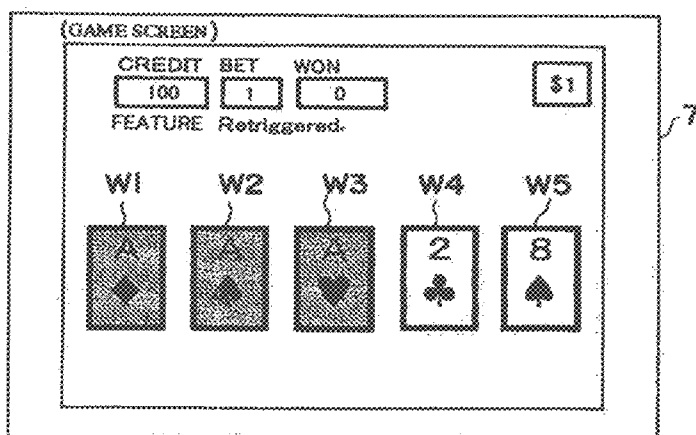 (GAME SCREEN)
CREDIT BET WON
100 1 0 $1
FEATURE Retriggered.
7
W1 W2 W3 W4 W5
A A A 2 8